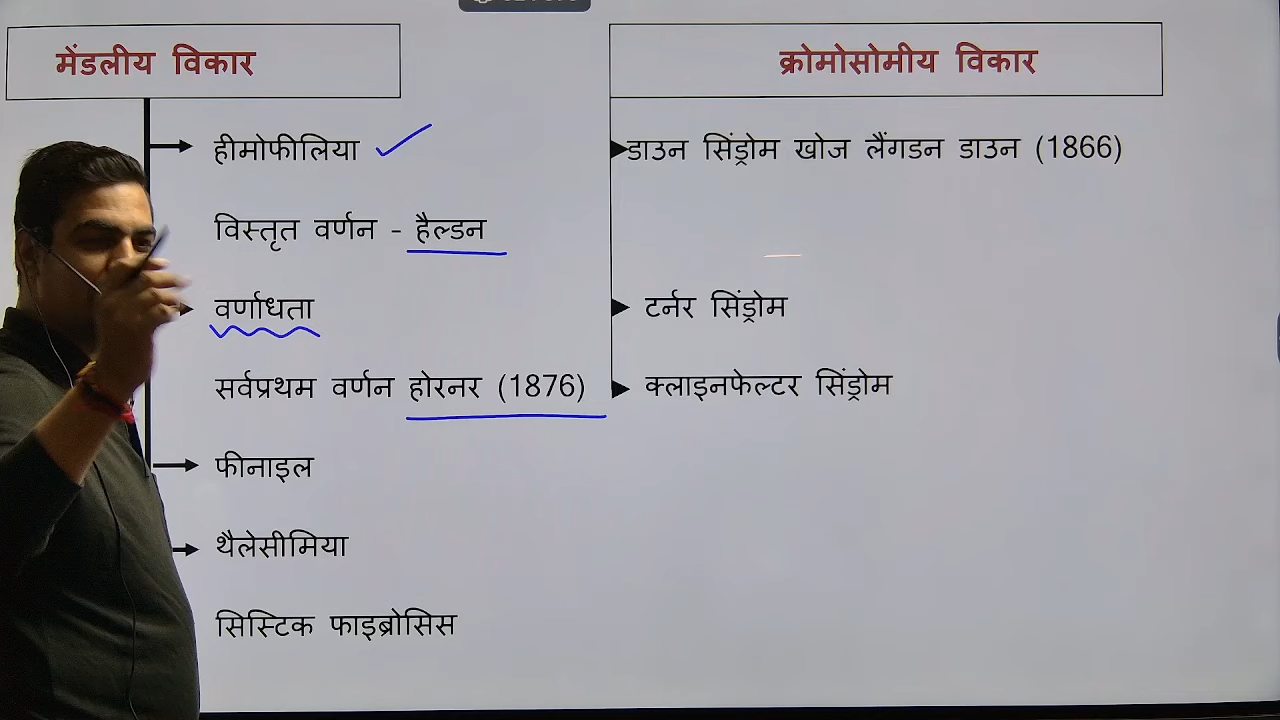 मेंडलीय विकार
हीमोफीलिया
विस्तृत वर्णन - हैल्डन
वर्णाधता
सर्वप्रथम वर्णन होरनर (1876)
फीनाइल
थैलेसीमिया
सिस्टिक फाइब्रोसिस
क्रोमोसोमीय विकार
डाउन सिंड्रोम खोज लैंगडन डाउन (1866)
टर्नर सिंड्रोम
क्लाइनफेल्टर सिंड्रोम